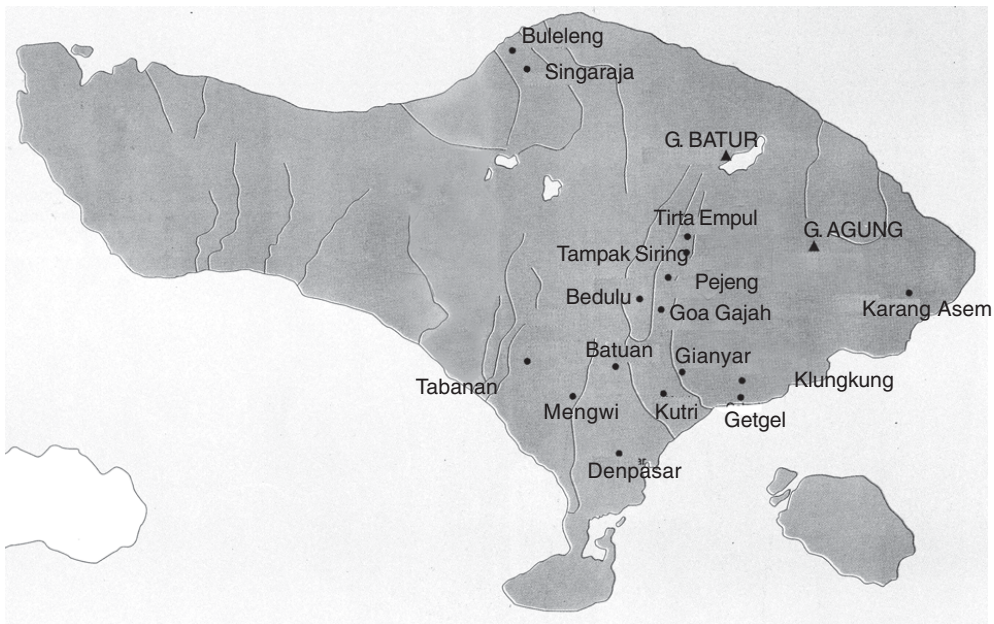 Buleleng
Singaraja
G. BATUR
Tirta Empul
G. AGUNG
Tampak Siring
Pejeng
Bedulu
Karang Asem
Goa Gajah
Batuan
Gianyar
Klungkung
Tabanan
Mengwi
Kutri
Getgel
Denpasar